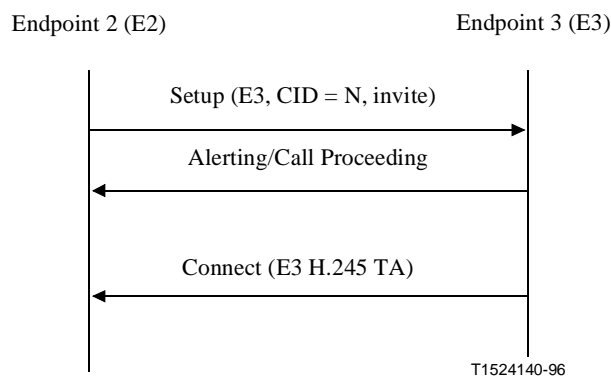 Endpoint 2 (E2)
Endpoint 3 (E3)
Setup (E3, CID = N, invite)
Alerting/Call Proceeding
Connect (E3 H.245 TA)
T1524140-96